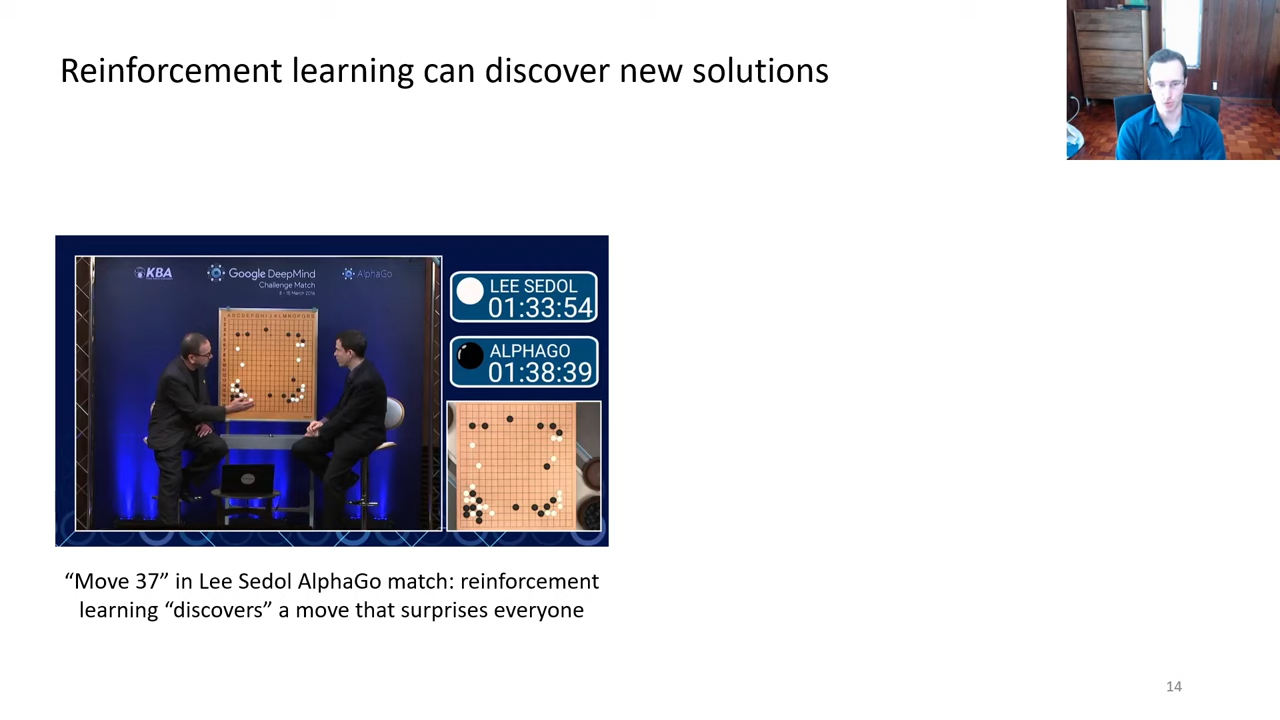 Reinforcement learning can discover new solutions
KBA
Google DeepMind
Challenge Match
8 - 15 March 2016
AlphaGo
LEE SEDOL
01:33:54
ALPHAGO
01:38:39
“Move 37” in Lee Sedol AlphaGo match: reinforcement
learning “discovers” a move that surprises everyone
14